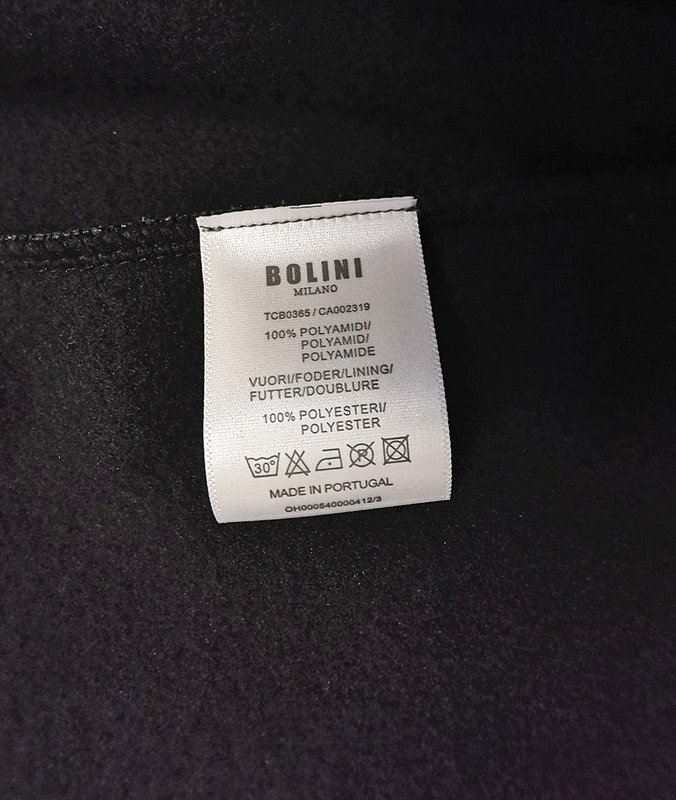 BOLINI
MILANO
TCB0365 / CA002319
100% POLYAMIDI/
POLYAMID/
POLYAMIDE
VUORI/FODER/LINING/
FUTTER/DOUBLURE
100% POLYESTERI/
POLYESTER
30° P
MADE IN PORTUGAL
OH000540000412/3